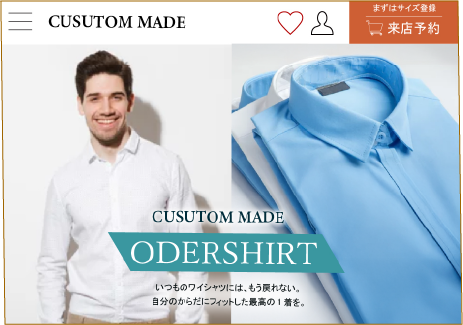 CUSUTOM MADE
まずはサイズ登録
来店予約
CUSUTOM MADE
ODERSHIRT
いつものワイシャツには、もう戻れない。
自分のからだにフィットした最高の1着を。